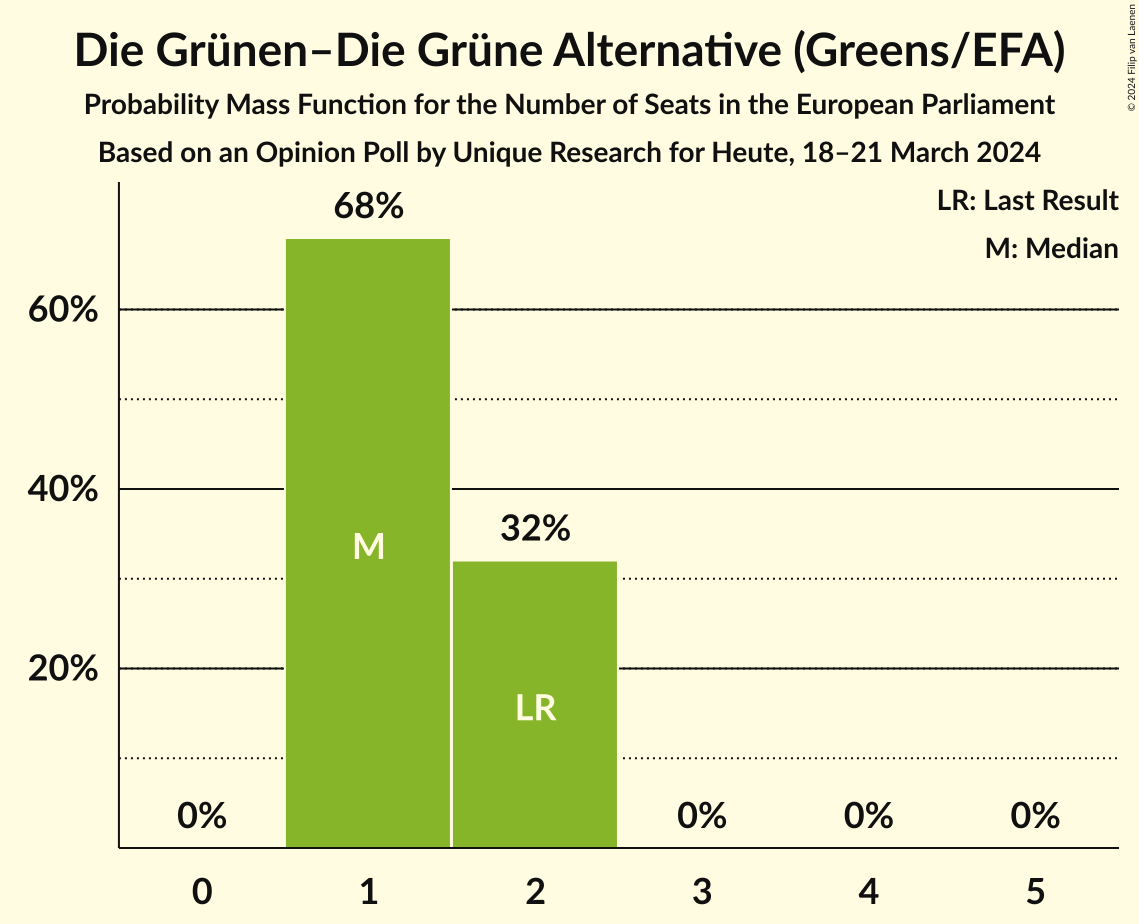 Die Grünen–Die Grüne Alternative (Greens/EFA)
Probability Mass Function for the Number of Seats in the European Parliament
Based on an Opinion Poll by Unique Research for Heute, 18–21 March 2024
© 2024 Filip van Laenen
LR: Last Result
M: Median
68%
60%
40%
32%
M
20%
LR
0%
0%
0%
0%
0 1 2 3 4 5